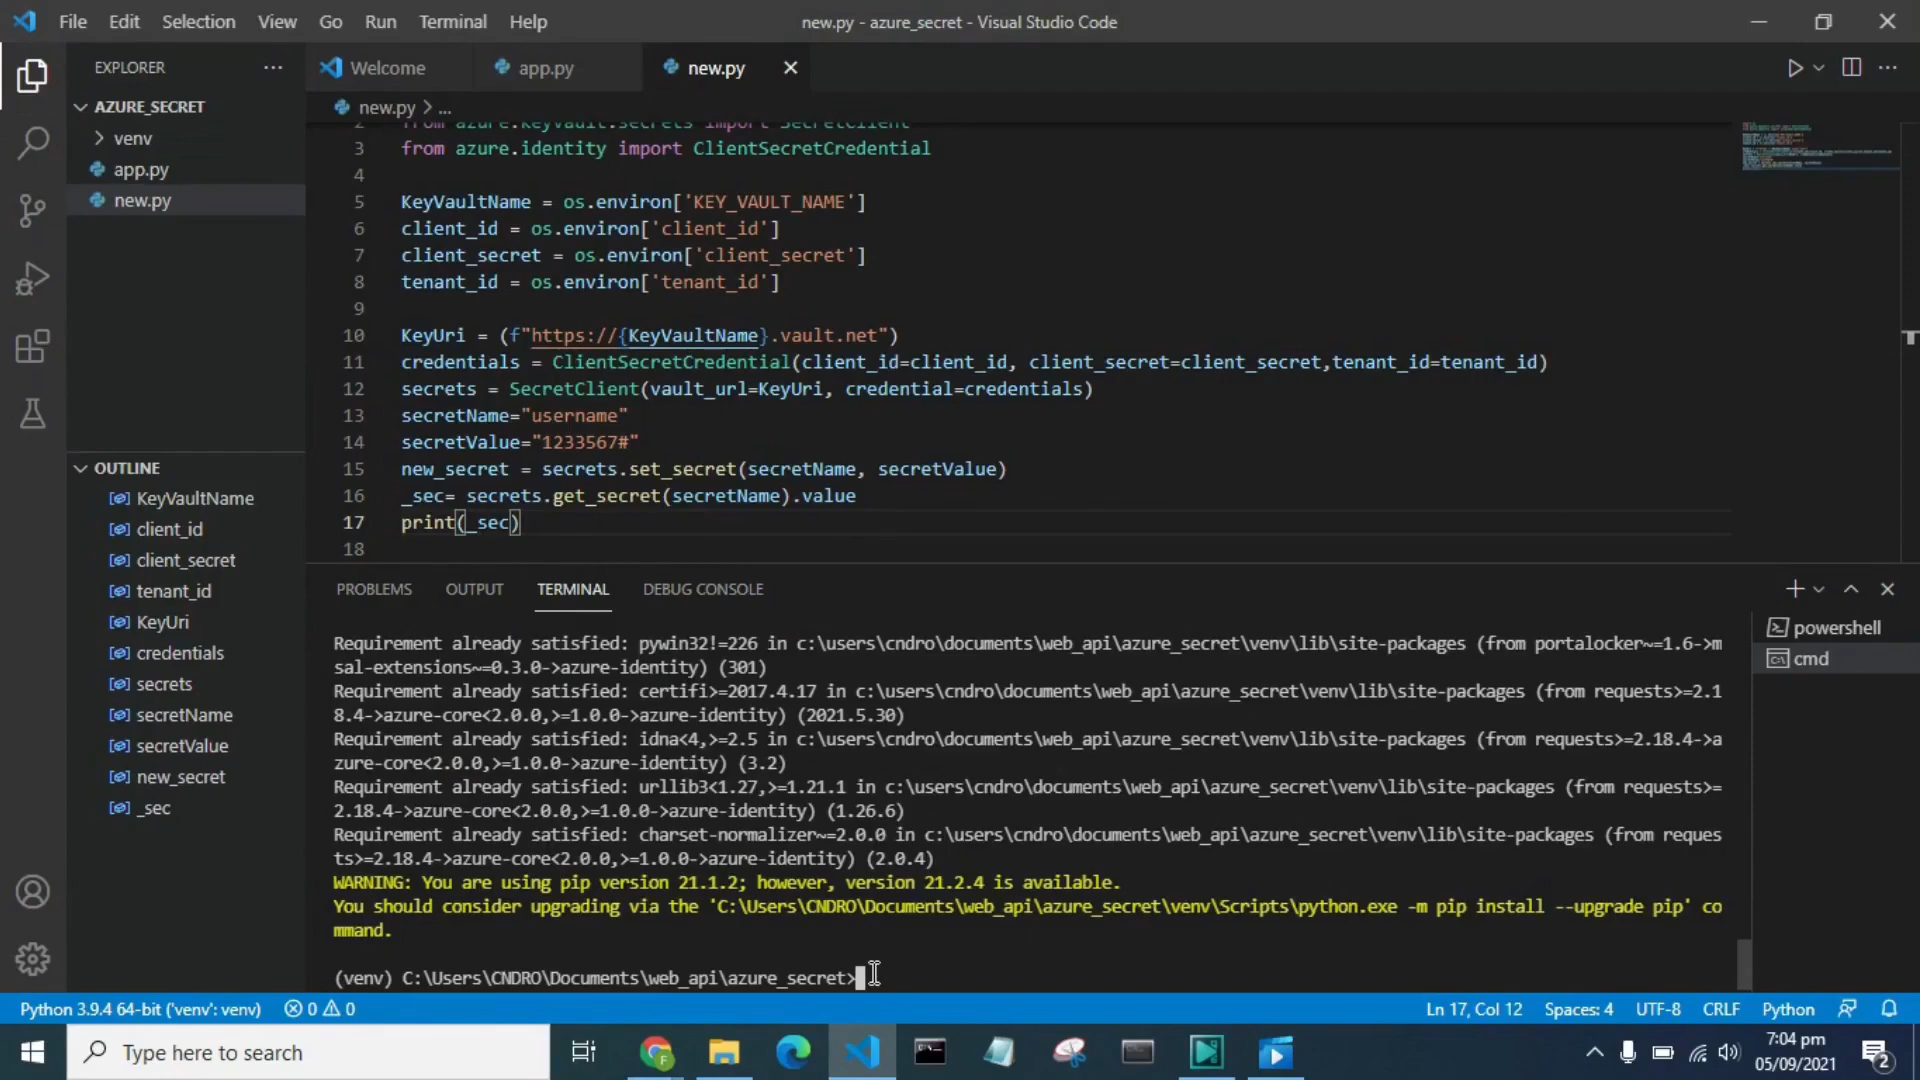 File Edit Selection View Go Run Terminal Help
new.py - azure_secret - Visual Studio Code
EXPLORER
AZURE_SECRET
venv
app.py
new.py
OUTLINE
KeyVaultName
client_id
client_secret
tenant_id
KeyUri
credentials
secrets
secretName
secretValue
new_secret
_sec
Welcome app.py new.py
new.py > ...
2 from azure.keyvault.secrets import SecretClient
3 from azure.identity import ClientSecretCredential
4
5 KeyVaultName = os.environ['KEY_VAULT_NAME']
6 client_id = os.environ['client_id']
7 client_secret = os.environ['client_secret']
8 tenant_id = os.environ['tenant_id']
9
10 KeyUri = (f"https://{KeyVaultName}.vault.net")
11 credentials = ClientSecretCredential(client_id=client_id, client_secret=client_secret,tenant_id=tenant_id)
12 secrets = SecretClient(vault_url=KeyUri, credential=credentials)
13 secretName="username"
14 secretValue="1233567#"
15 new_secret = secrets.set_secret(secretName, secretValue)
16 _sec= secrets.get_secret(secretName).value
17 print(_sec)
18
PROBLEMS OUTPUT TERMINAL DEBUG CONSOLE
powershell
cmd
Requirement already satisfied: pywin32!=226 in c:\users\cndro\documents\web_api\azure_secret\venv\lib\site-packages (from portalocker~=1.6->m
sal-extensions~=0.3.0->azure-identity) (301)
Requirement already satisfied: certifi>=2017.4.17 in c:\users\cndro\documents\web_api\azure_secret\venv\lib\site-packages (from requests>=2.1
8.4->azure-core<2.0.0,>=1.0.0->azure-identity) (2021.5.30)
Requirement already satisfied: idna<4,>=2.5 in c:\users\cndro\documents\web_api\azure_secret\venv\lib\site-packages (from requests>=2.18.4->a
zure-core<2.0.0,>=1.0.0->azure-identity) (3.2)
Requirement already satisfied: urllib3<1.27,>=1.21.1 in c:\users\cndro\documents\web_api\azure_secret\venv\lib\site-packages (from requests>=
2.18.4->azure-core<2.0.0,>=1.0.0->azure-identity) (1.26.6)
Requirement already satisfied: charset-normalizer~=2.0.0 in c:\users\cndro\documents\web_api\azure_secret\venv\lib\site-packages (from reques
ts>=2.18.4->azure-core<2.0.0,>=1.0.0->azure-identity) (2.0.4)
WARNING: You are using pip version 21.1.2; however, version 21.2.4 is available.
You should consider upgrading via the 'C:\Users\CNDRO\Documents\web_api\azure_secret\venv\Scripts\python.exe -m pip install --upgrade pip' co
mmand.
(venv) C:\Users\CNDRO\Documents\web_api\azure_secret>
Python 3.9.4 64-bit ('venv': venv) 0 0 Ln 17, Col 12 Spaces: 4 UTF-8 CRLF Python
Type here to search
7:04 pm
05/09/2021
2